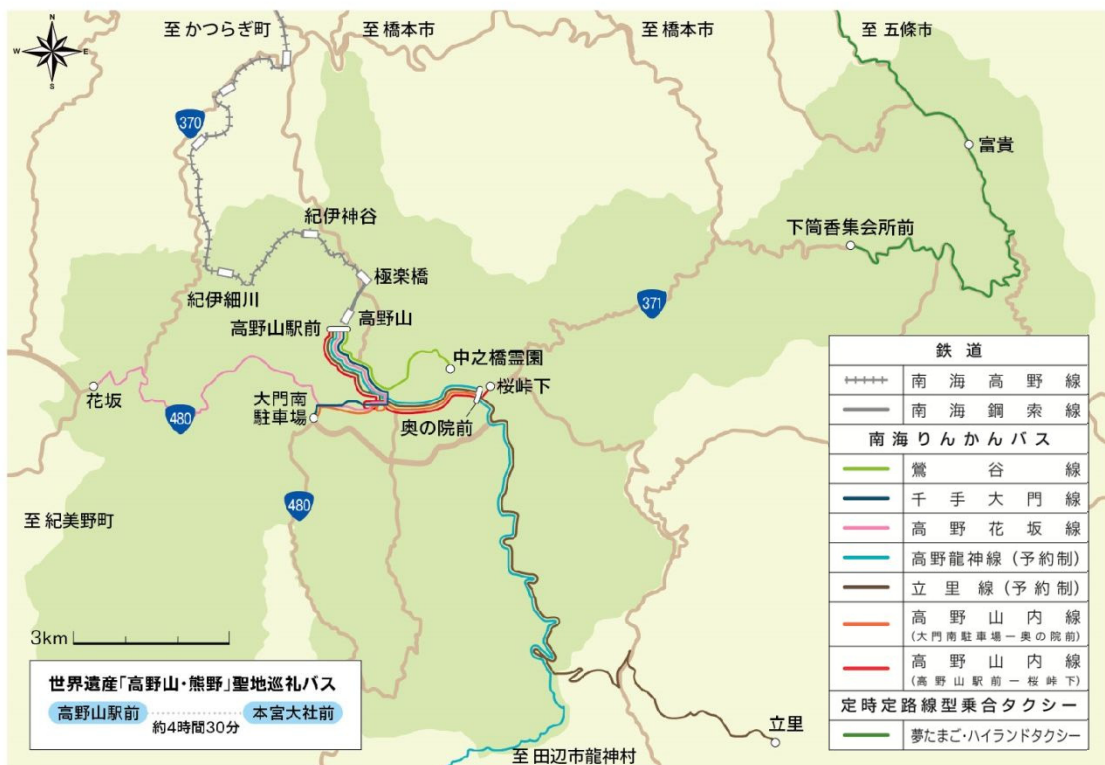 N
W
E
S
至 かつらぎ町
至 橋本市
至 橋本市
至 五條市
370
富貴
紀伊神谷
下筒香集会所前
極楽橋
紀伊細川
371
高野山
高野山駅前
中之橋霊園
桜峠下
花坂
大門南
駐車場
480
奥の院前
480
至 紀美野町
3km
世界遺産「高野山・熊野」聖地巡礼バス
高野山駅前
本宮大社前
約4時間30分
立里
至 田辺市龍神村
鉄道
南海高野線
南海鋼索線
南海りんかんバス
鶯谷線
千手大門線
高野花坂線
高野龍神線(予約制)
立里線(予約制)
高野山内線
(大門南駐車場ー奥の院前)
高野山内線
(高野山駅前ー桜峠下)
定時定路線型乗合タクシー
夢たまご・ハイランドタクシー